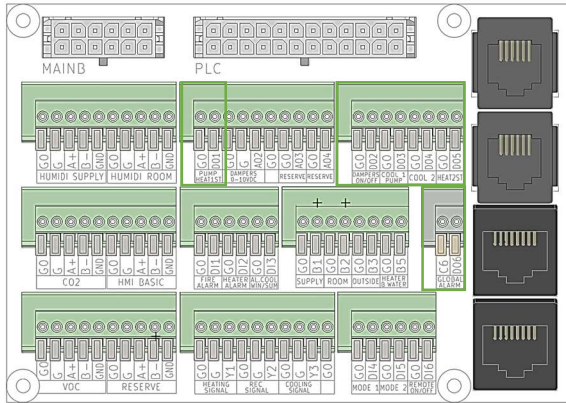 MAINB PLC
G0 G A+ B- GND G0 G A+ B- GND G0 DO1 G0 G AO2 G0 AO3 G0 AO4 G0 DO2 G0 DO3 G0 DO4 G0 DO5
HUMIDI SUPPLY HUMIDI ROOM PUMP HEAT1ST DAMPERS 0-10VDC RESERVE RESERVE DAMPERS ON/OFF COOL 1 PUMP COOL 2 HEAT2ST
G0 G A+ B- GND G0 G A+ B- GND G0 DI1 G0 DI2 G0 DI3 G0 B1 G0 B2 G0 B3 G0 B5 C6 DO6
CO2 HMI BASIC FIRE ALARM HEATER ALARM AL.COOL WIN/SUM SUPPLY ROOM OUTSIDE HEATER B.WATER GLOBAL ALARM
G0 G A+ B- GND G0 G A+ B- GND G0 G Y1 G0 G Y2 G0 G Y3 G0 G0 DI4 G0 DI5 G0 DI6
VOC RESERVE HEATING SIGNAL REC SIGNAL COOLING SIGNAL MODE 1 MODE 2 REMOTE ON/OFF